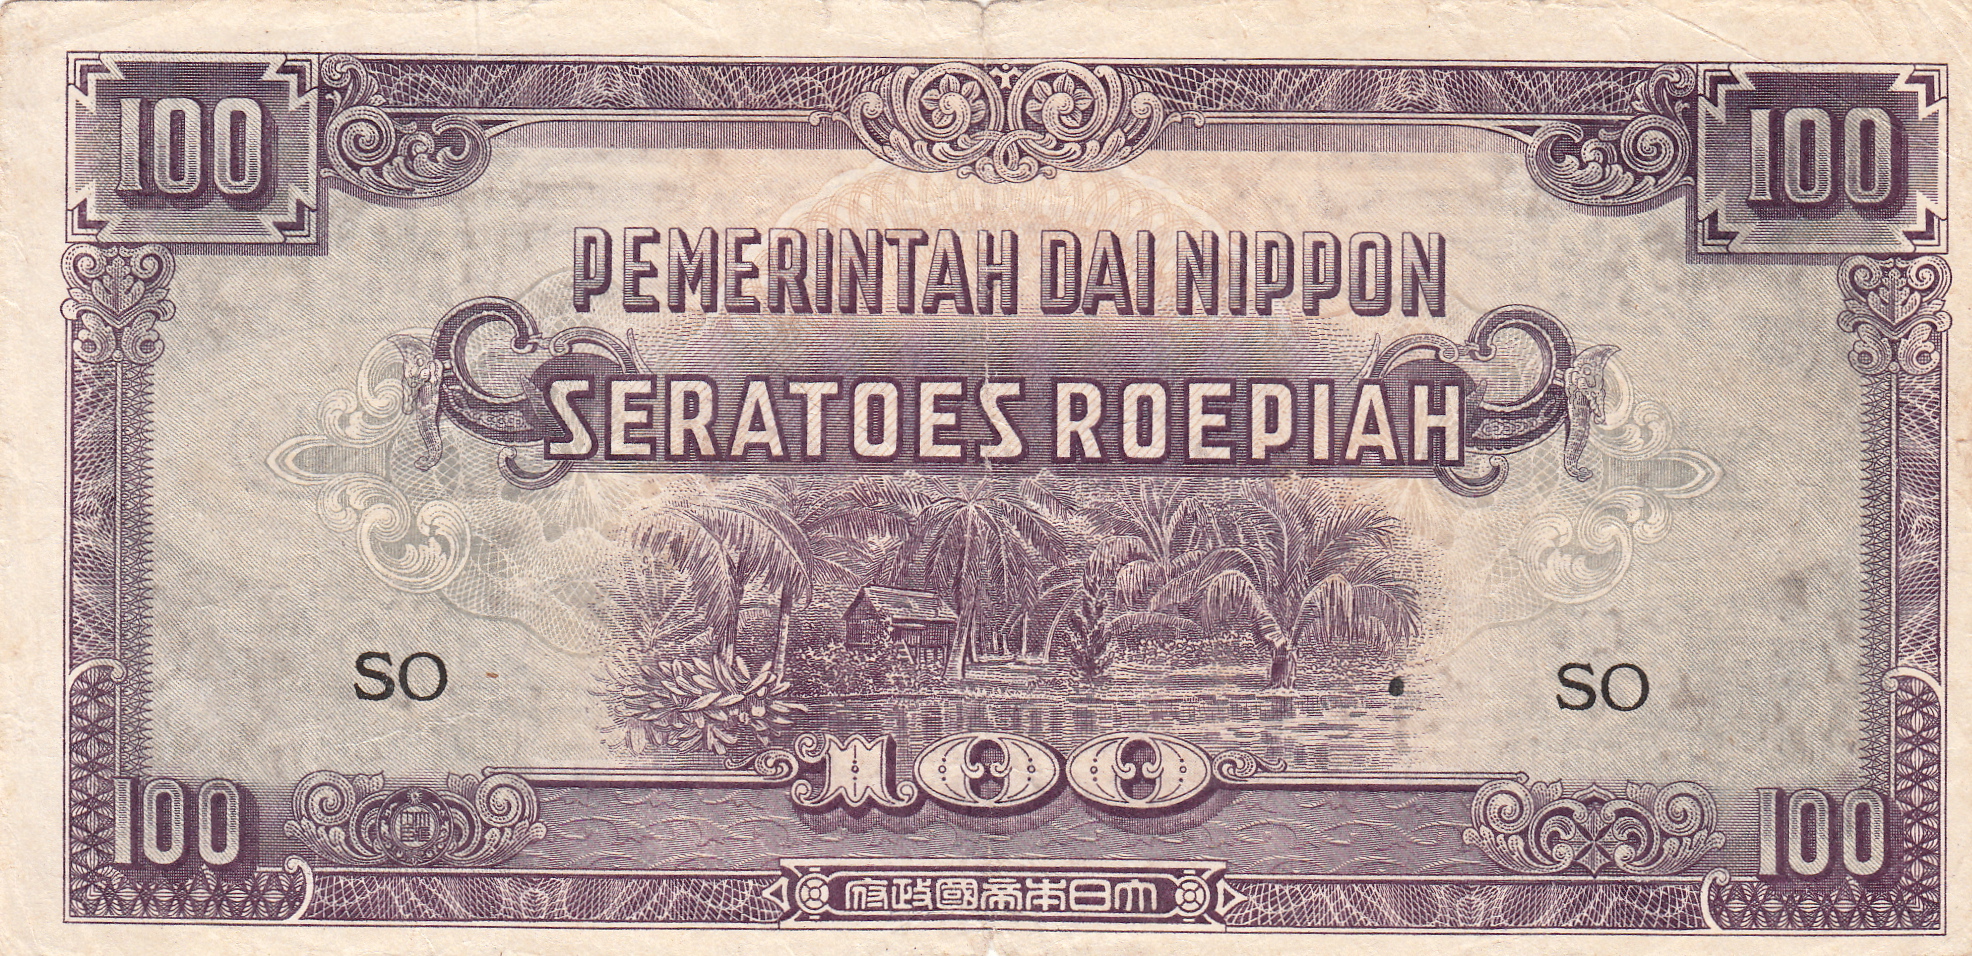 100 100
PEMERINTAH DAI NIPPON
SERATOES ROEPIAH
SO SO
100
100 100
大日本帝國政府